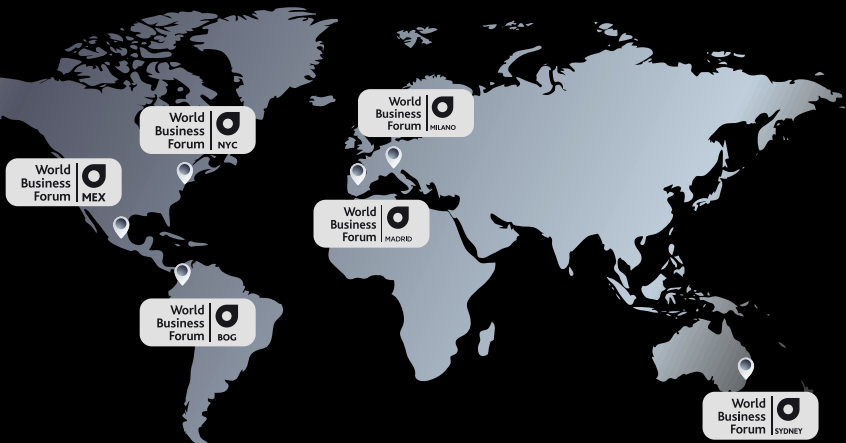 World
Business
Forum
NYC
World
Business
Forum
MILANO
World
Business
Forum
MEX
World
Business
Forum
MADRID
World
Business
Forum
BOG
World
Business
Forum
SYDNEY